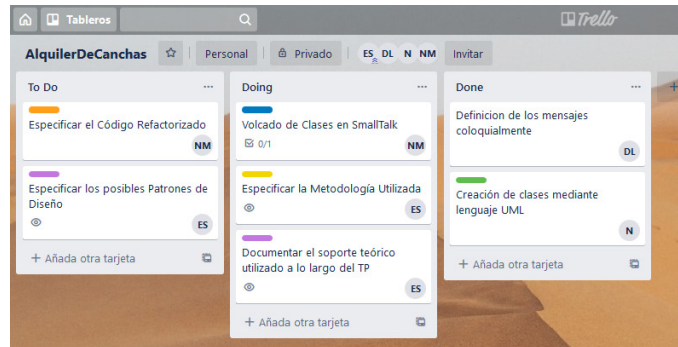 Tableros
Trello
AlquilerDeCanchas Personal Privado ES DL N NM Invitar
To Do
Especificar el Código Refactorizado
NM
Especificar los posibles Patrones de
Diseño
ES
+ Añada otra tarjeta
Doing
Volcado de Clases en SmallTalk
0/1
NM
Especificar la Metodología Utilizada
ES
Documentar el soporte teórico
utilizado a lo largo del TP
ES
+ Añada otra tarjeta
Done
Definicion de los mensajes
coloquialmente
DL
Creación de clases mediante
lenguaje UML
N
+ Añada otra tarjeta